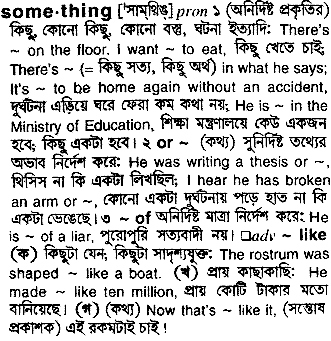 some·thing [ˈসাম্‌থিঙ্] pron ১ (অনির্দিষ্ট প্রকৃতির)
কিছু, কোনো কিছু, কোনো বস্তু, ঘটনা ইত্যাদি: There's
~ on the floor. I want ~ to eat, কিছু খেতে চাই;
There's ~ (= কিছু সত্য, কিছু অর্থ) in what he says;
It's ~ to be home again without an accident,
দুর্ঘটনা এড়িয়ে ঘরে ফেরা কম কথা নয়; He is ~ in the
Ministry of Education, শিক্ষা মন্ত্রণালয়ে কেউ একজন
হবে; কিছু একটা হবে। ২ or ~ (কথ্য) সুনির্দিষ্ট তথ্যের
অভাব নির্দেশ করে: He was writing a thesis or ~,
থিসিস না কি একটা লিখছিল; I hear he has broken
an arm or ~, কোনো একটা দুর্ঘটনায় পড়ে হাত না কি
একটা ভেঙেছে। ৩ ~ of অনির্দিষ্ট মাত্রা নির্দেশ করে: He
is ~ of a liar, পুরোপুরি সত্যবাদী নয়। □adv ~ like
(ক) কিছুটা যেন; কিছুটা সাদৃশ্যযুক্ত: The rostrum was
shaped ~ like a boat. (খ) প্রায় কাছাকাছি: He
made ~ like ten million, প্রায় কোটি টাকার মতো
বানিয়েছে। (গ) (কথ্য) Now that's ~ like it, (সন্তোষ
প্রকাশক) এই রকমটাই চাই!